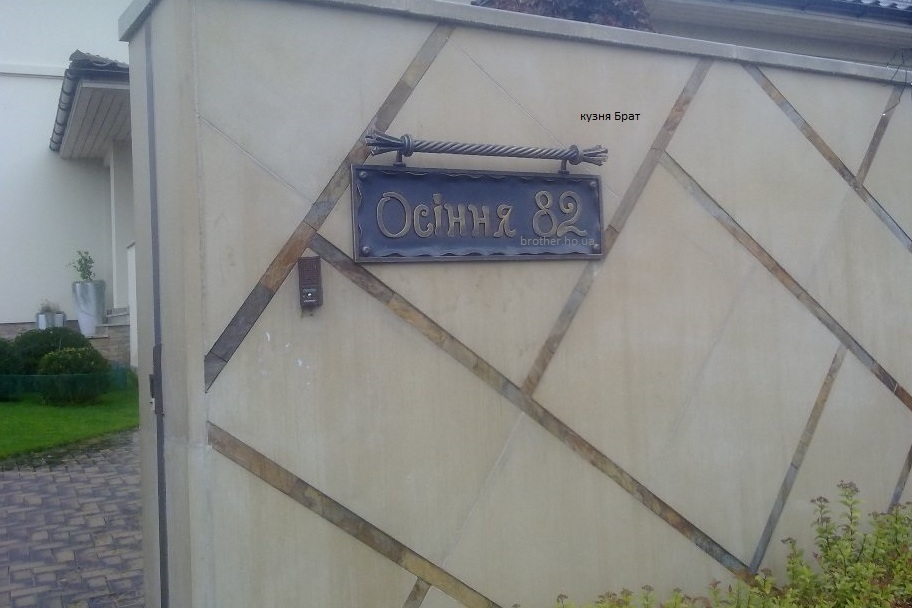 кузня Брат
Осіння 82
brother.ho.ua